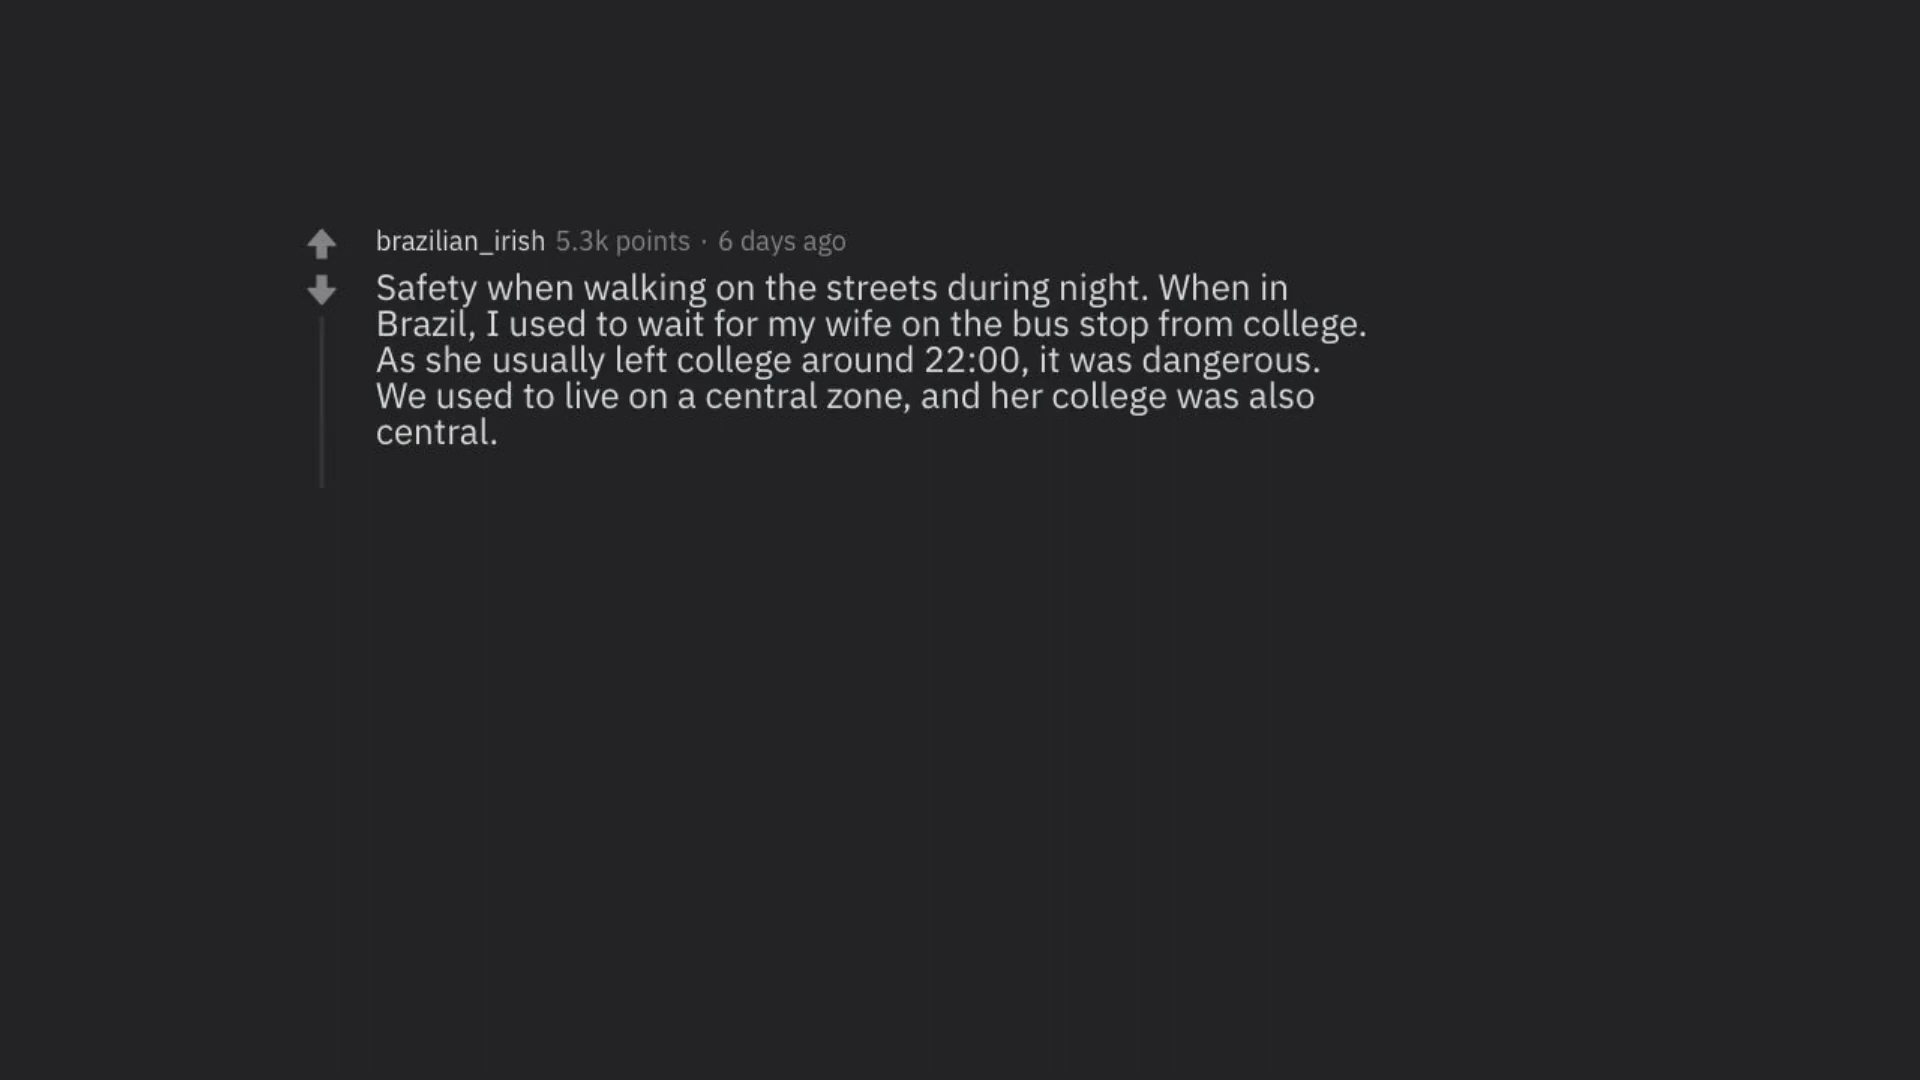 brazilian_irish 5.3k points · 6 days ago
Safety when walking on the streets during night. When in
Brazil, I used to wait for my wife on the bus stop from college.
As she usually left college around 22:00, it was dangerous.
We used to live on a central zone, and her college was also
central.